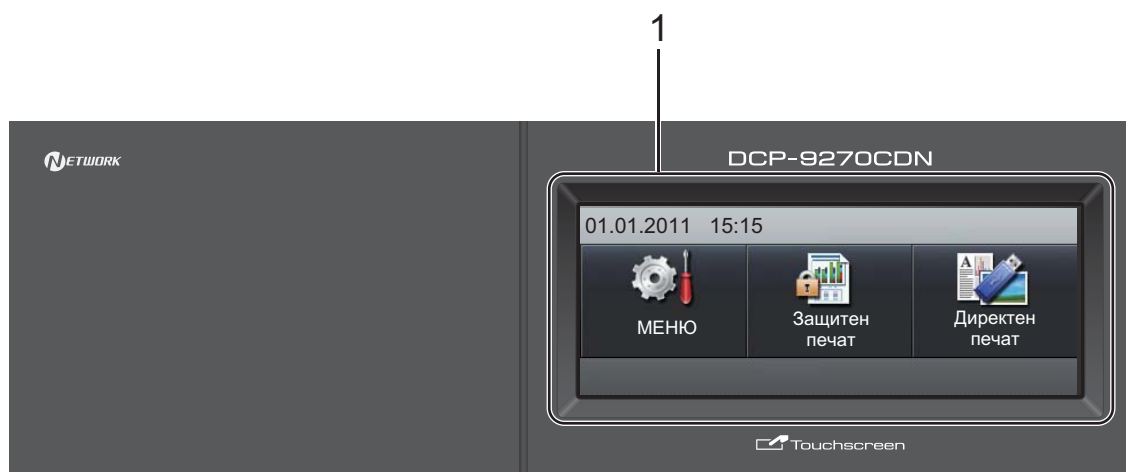 1
NETWORK
DCP-9270CDN
01.01.2011 15:15
МЕНЮ
Защитен
печат
Директен
печат
Touchscreen